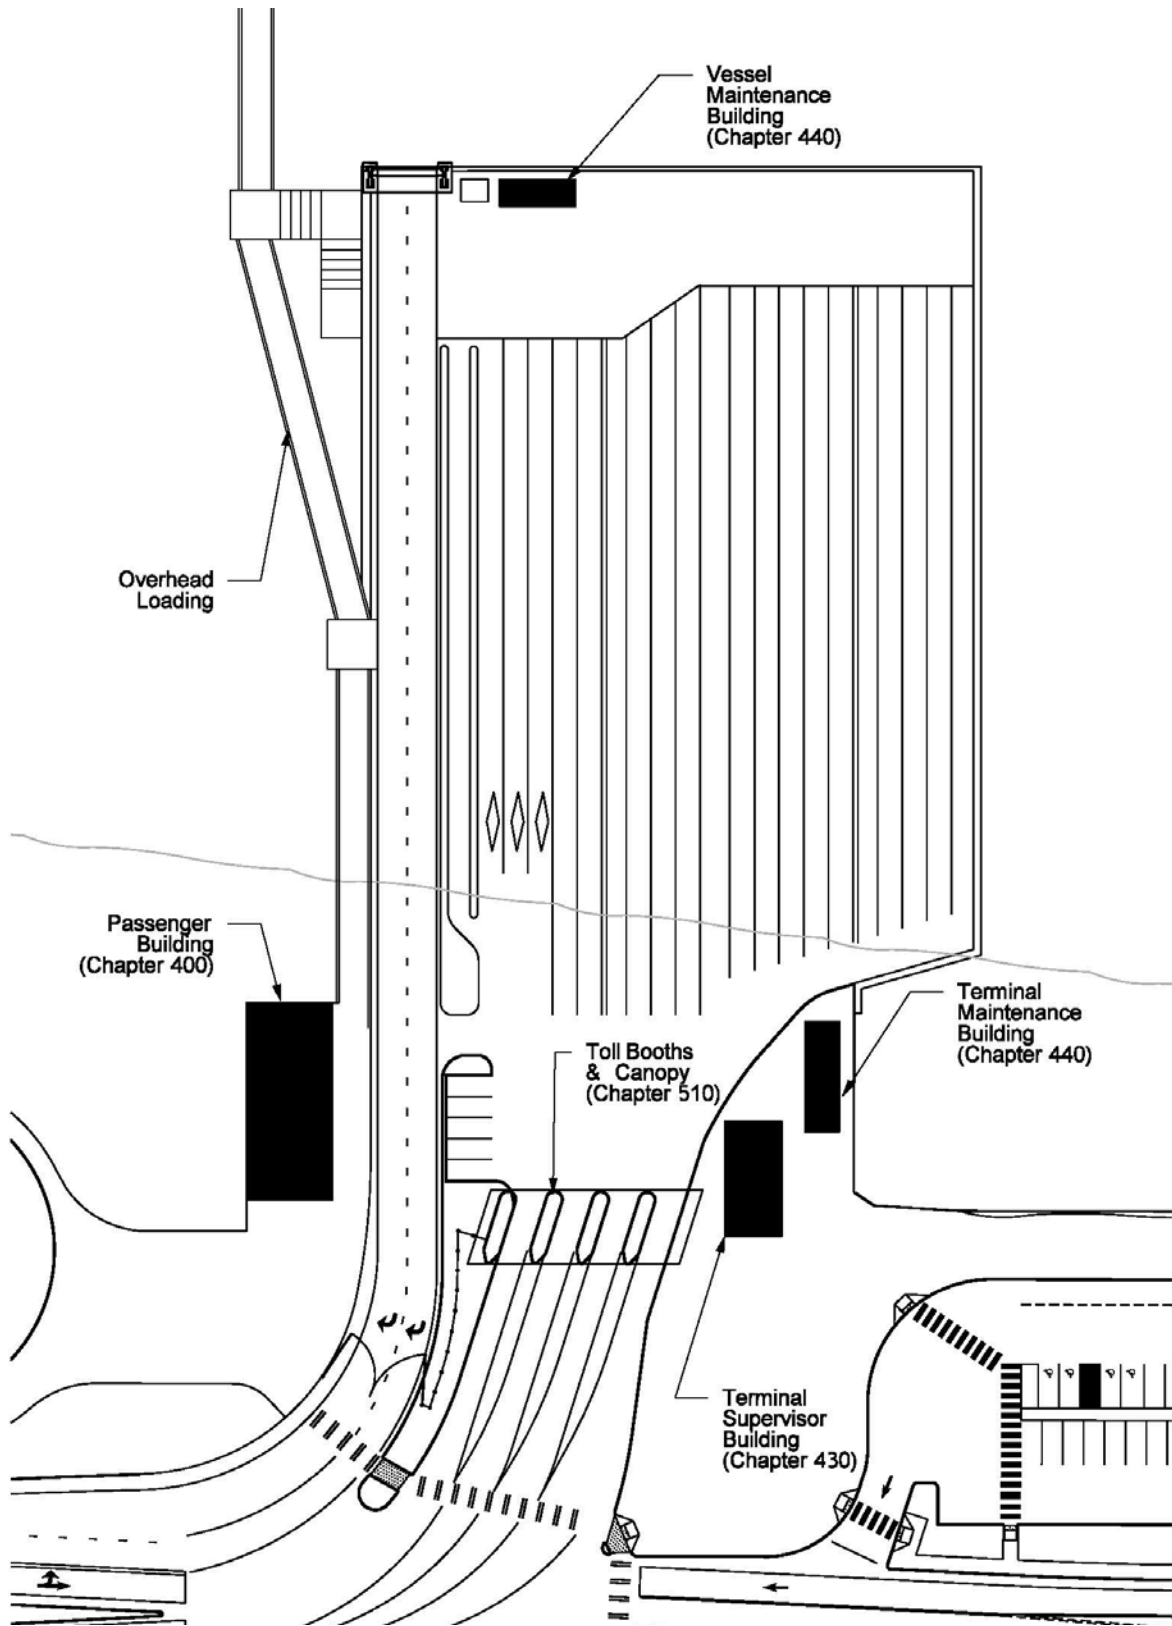 Vessel
Maintenance
Building
(Chapter 440)
Overhead
Loading
Passenger
Building
(Chapter 400)
Terminal
Maintenance
Building
(Chapter 440)
Toll Booths
& Canopy
(Chapter 510)
Terminal
Supervisor
Building
(Chapter 430)